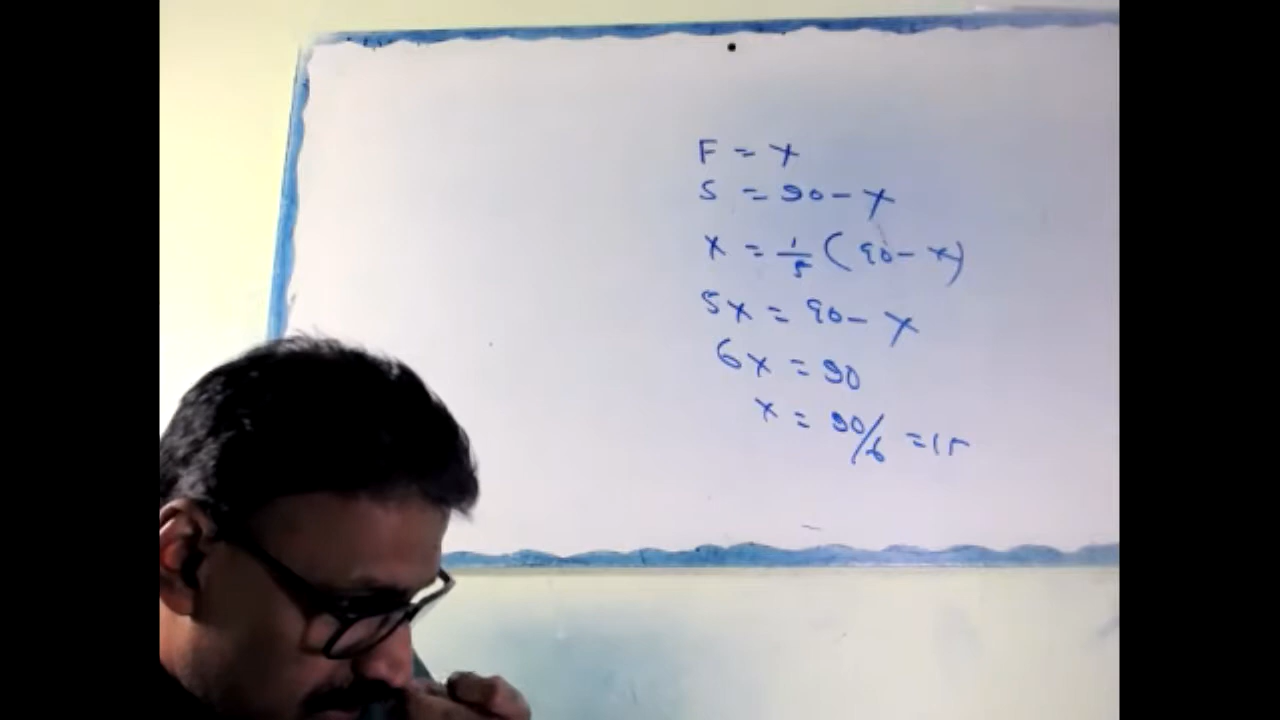 F = x
S = 90 - x
x = 1/5 (90 - x)
5x = 90 - x
6x = 90
x = 90/6 = 15